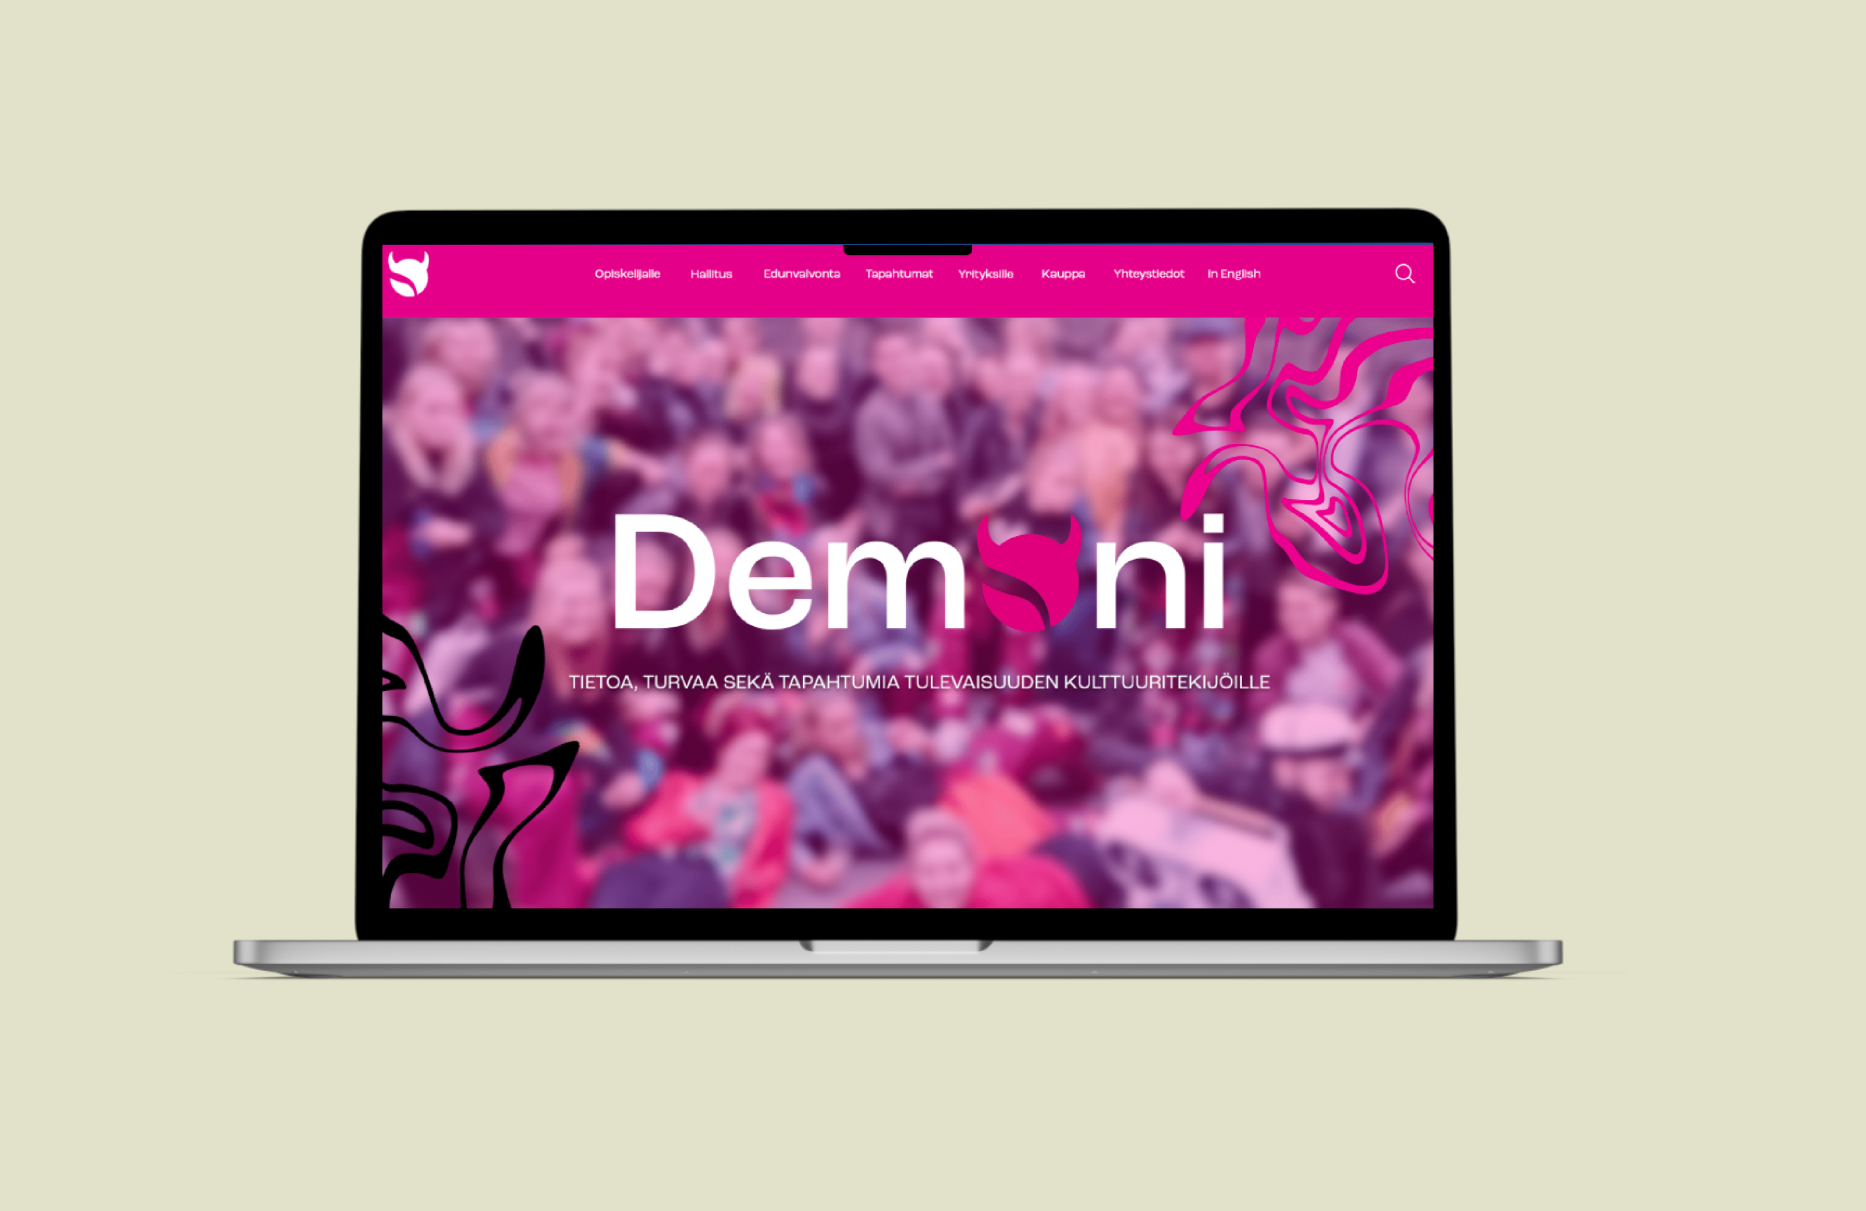 Opiskelijalle Hallitus Edunvalvonta Tapahtumat Yrityksille Kauppa Yhteystiedot In English
Demoni
TIETOA, TURVAA SEKÄ TAPAHTUMIA TULEVAISUUDEN KULTTUURITEKIJÖILLE